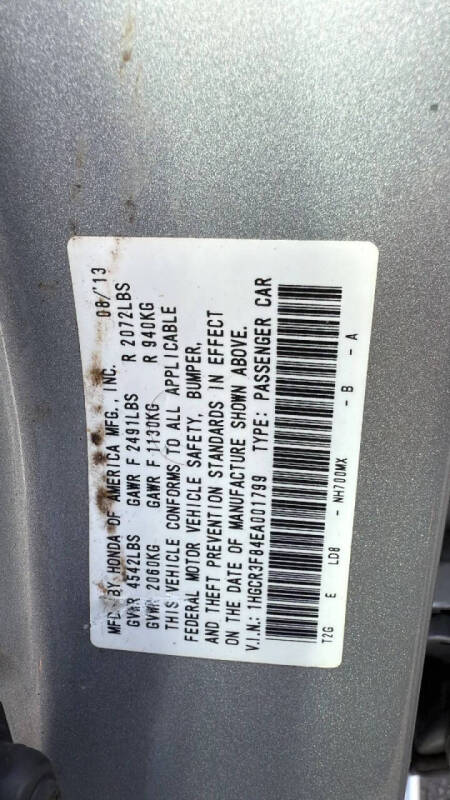 MFD. BY HONDA OF AMERICA MFG., INC. 08/'13
GVWR 4542LBS GAWR F 2491LBS R 2072LBS
GVWR 2060KG GAWR F 1130KG R 940KG
THIS VEHICLE CONFORMS TO ALL APPLICABLE
FEDERAL MOTOR VEHICLE SAFETY, BUMPER,
AND THEFT PREVENTION STANDARDS IN EFFECT
ON THE DATE OF MANUFACTURE SHOWN ABOVE.
V.I.N.: 1HGCR3F84EA001799 TYPE: PASSENGER CAR
T2G E LD8 - NH700MX - B - A